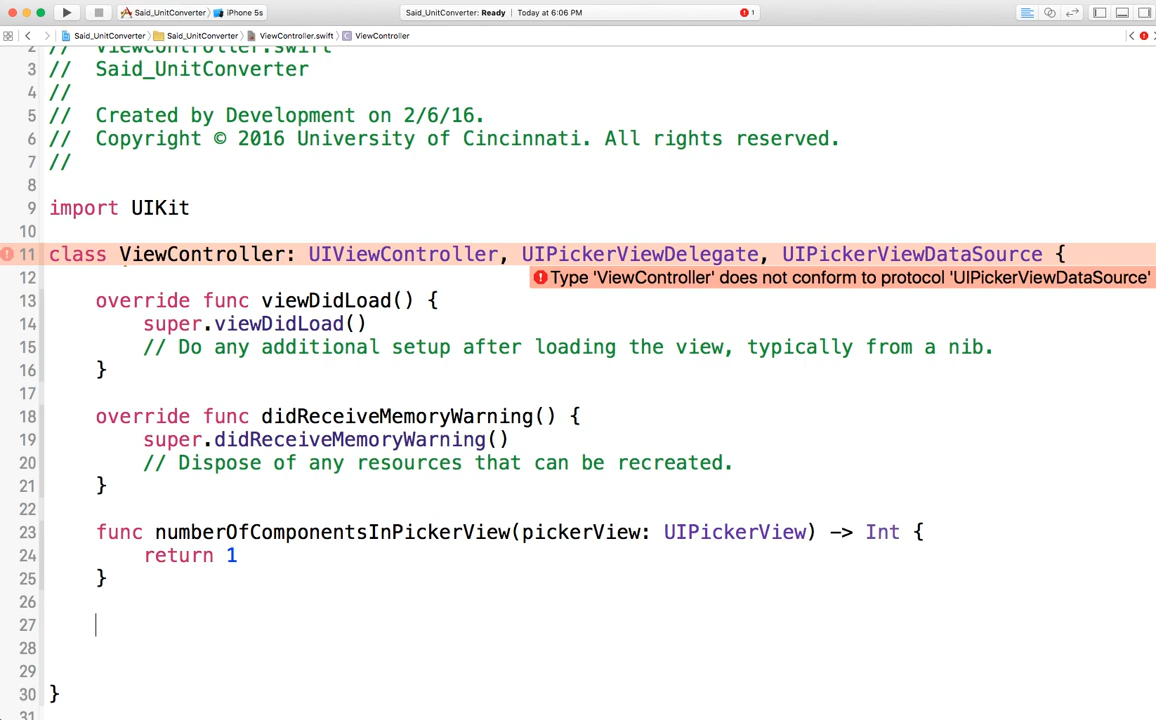 Said_UnitConverter iPhone 5s Said_UnitConverter: Ready | Today at 6:06 PM 1
Said_UnitConverter Said_UnitConverter ViewController.swift C ViewController
2 // ViewController.swift
3 // Said_UnitConverter
4 //
5 // Created by Development on 2/6/16.
6 // Copyright © 2016 University of Cincinnati. All rights reserved.
7 //
8
9 import UIKit
10
11 class ViewController: UIViewController, UIPickerViewDelegate, UIPickerViewDataSource {
12 Type 'ViewController' does not conform to protocol 'UIPickerViewDataSource'
13 override func viewDidLoad() {
14 super.viewDidLoad()
15 // Do any additional setup after loading the view, typically from a nib.
16 }
17
18 override func didReceiveMemoryWarning() {
19 super.didReceiveMemoryWarning()
20 // Dispose of any resources that can be recreated.
21 }
22
23 func numberOfComponentsInPickerView(pickerView: UIPickerView) -> Int {
24 return 1
25 }
26
27
28
29
30 }
31